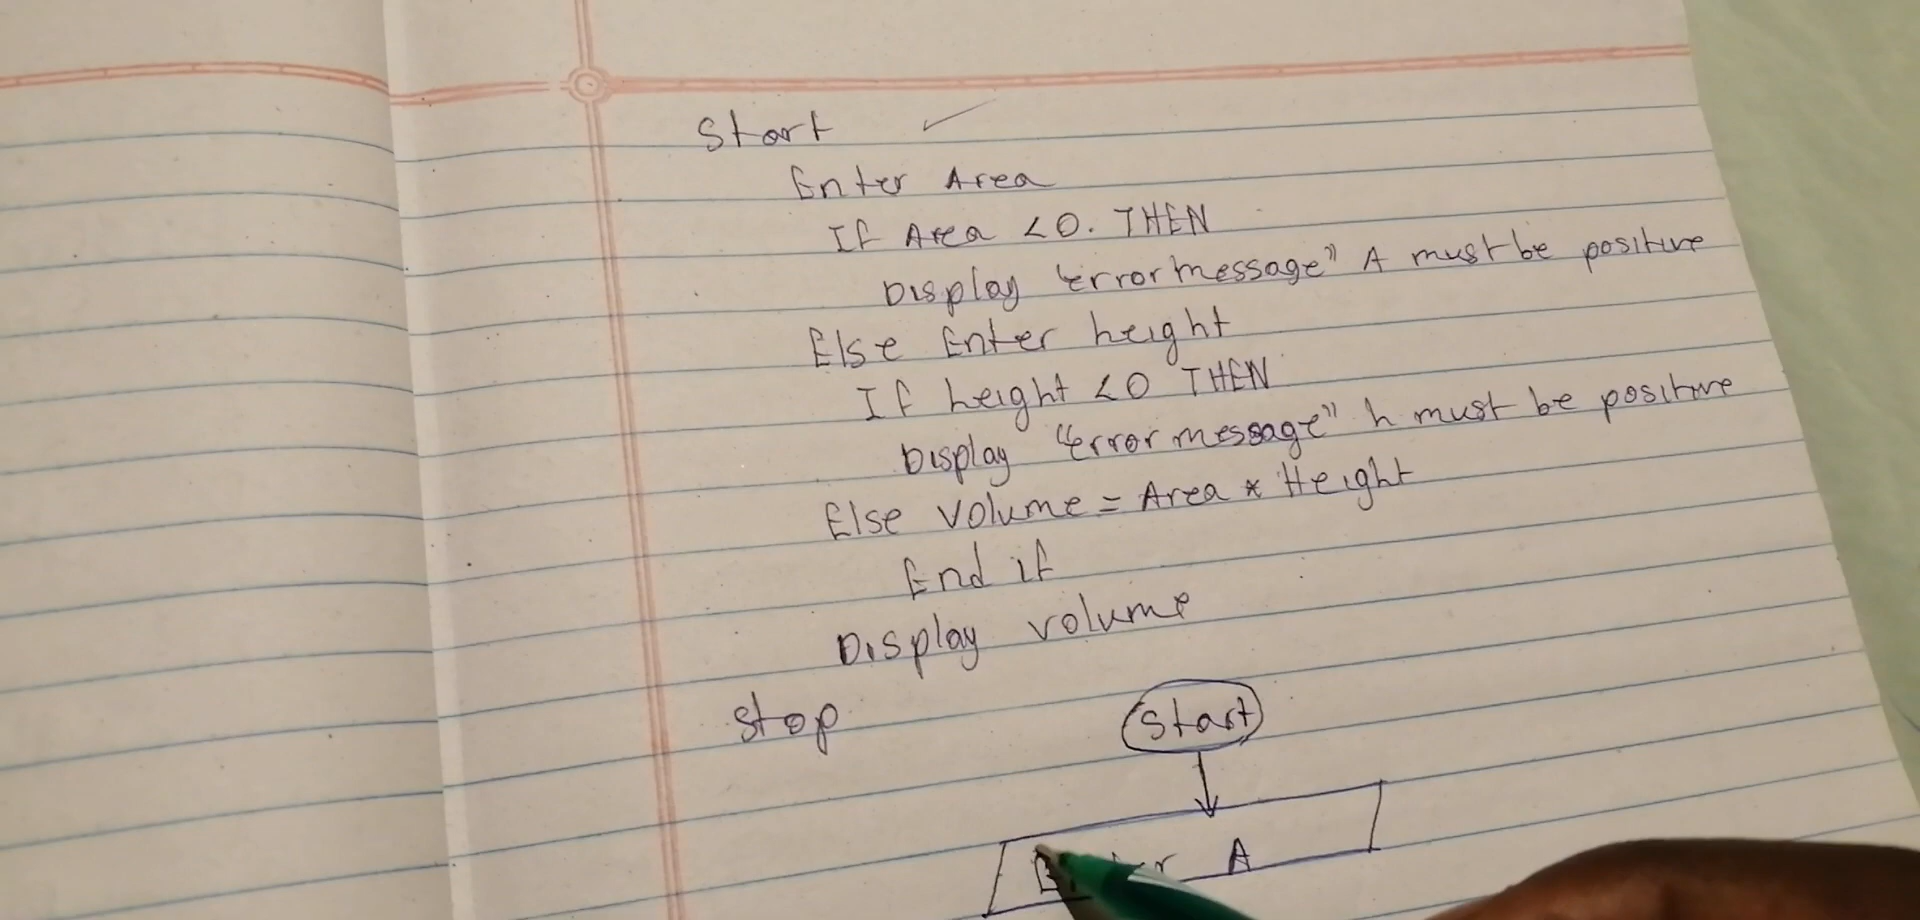 Start
Enter Area
If Area <0. THEN
Display "error message" A must be positive
Else Enter height
If height <0 THEN
Display "error message" h must be positive
Else Volume = Area * Height
End if
Display volume
Stop
Start
A